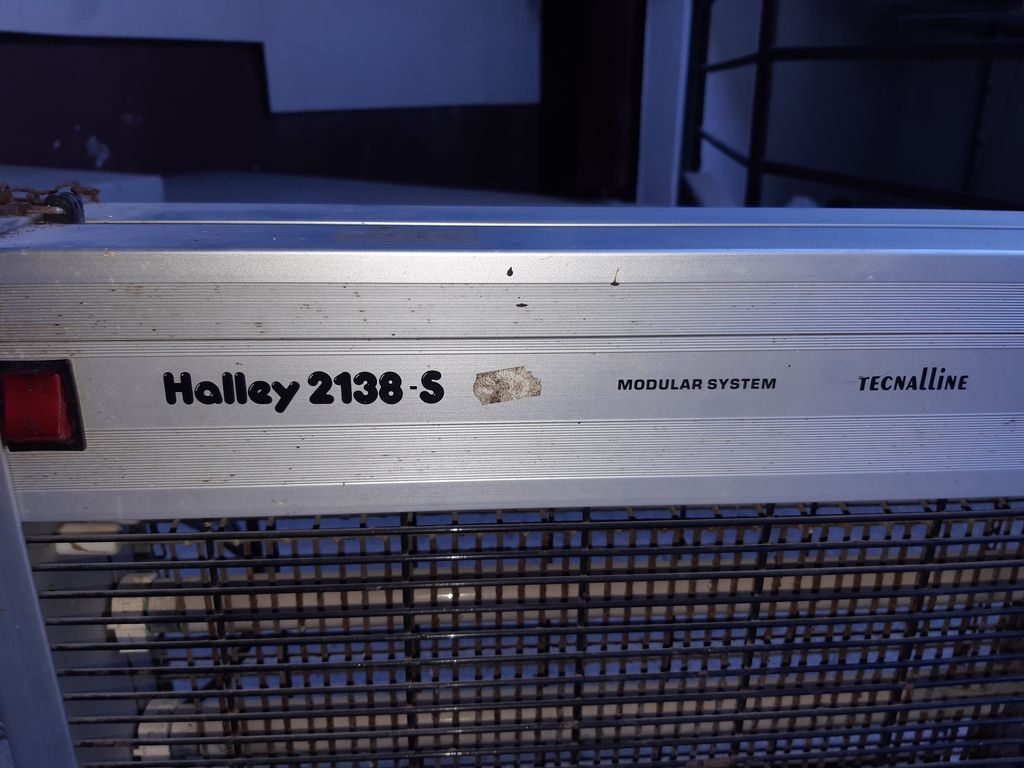 Halley 2138-S MODULAR SYSTEM TECNALLINE